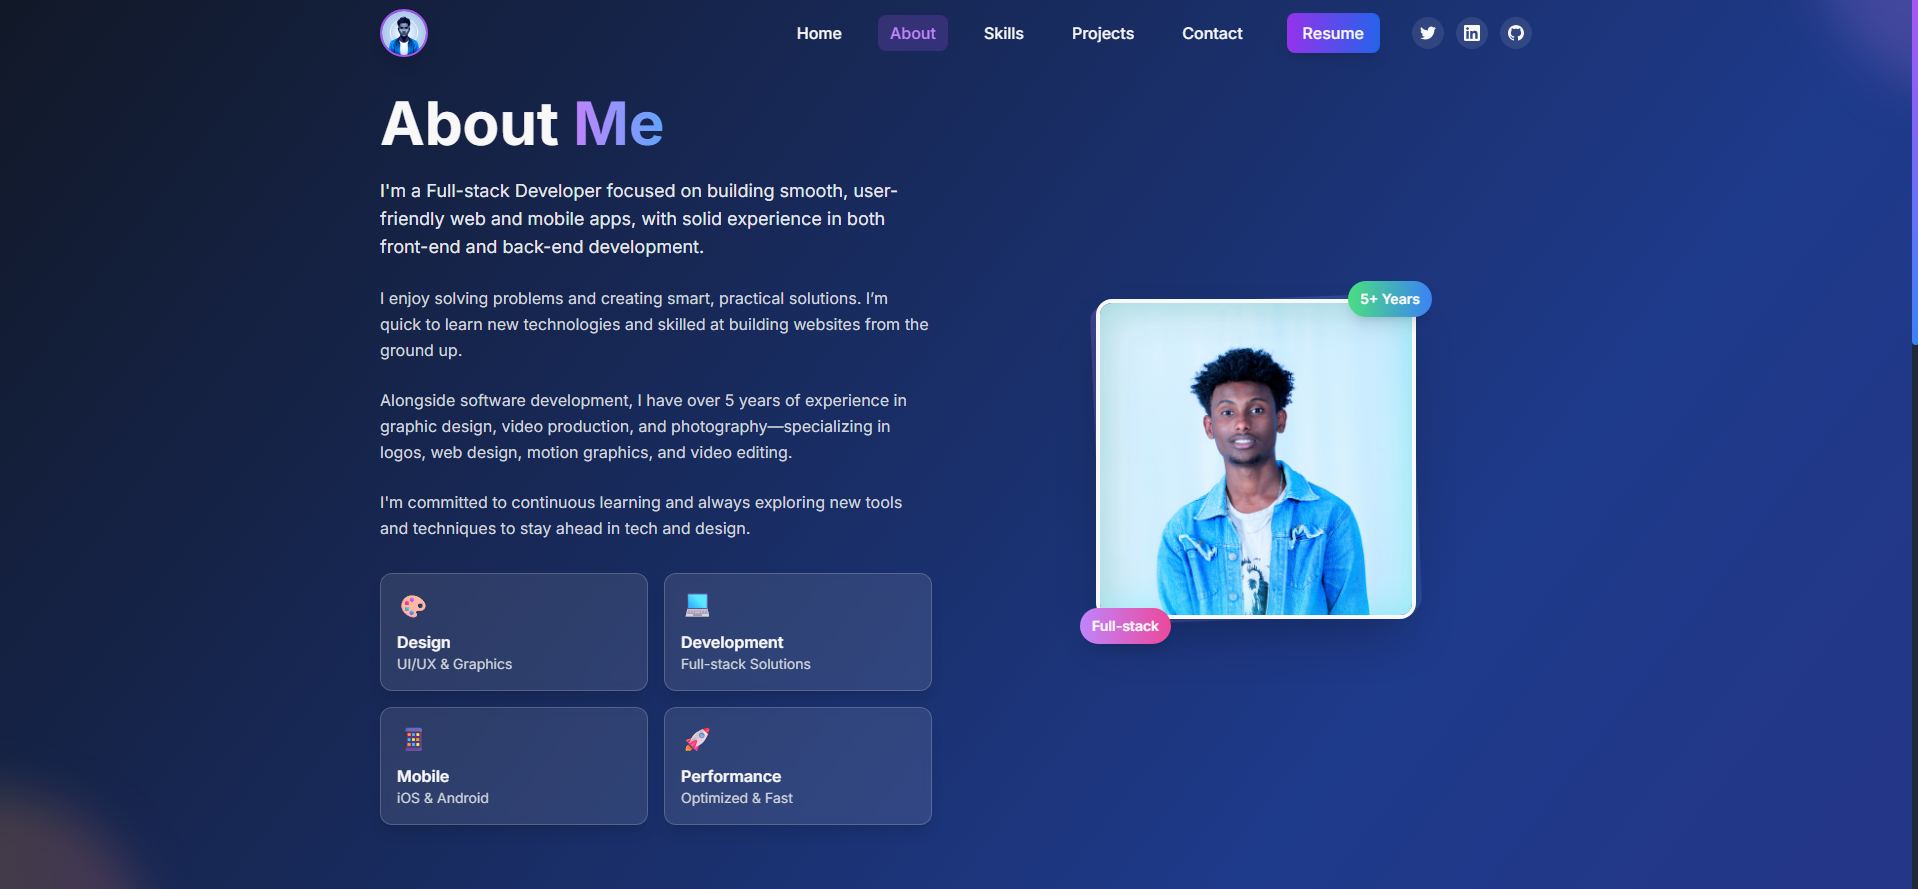 Home
About
Skills
Projects
Contact
Resume
About Me
I'm a Full-stack Developer focused on building smooth, user-
friendly web and mobile apps, with solid experience in both
front-end and back-end development.
I enjoy solving problems and creating smart, practical solutions. I’m
quick to learn new technologies and skilled at building websites from the
ground up.
Alongside software development, I have over 5 years of experience in
graphic design, video production, and photography—specializing in
logos, web design, motion graphics, and video editing.
I'm committed to continuous learning and always exploring new tools
and techniques to stay ahead in tech and design.
Design
UI/UX & Graphics
Development
Full-stack Solutions
Mobile
iOS & Android
Performance
Optimized & Fast
5+ Years
Full-stack